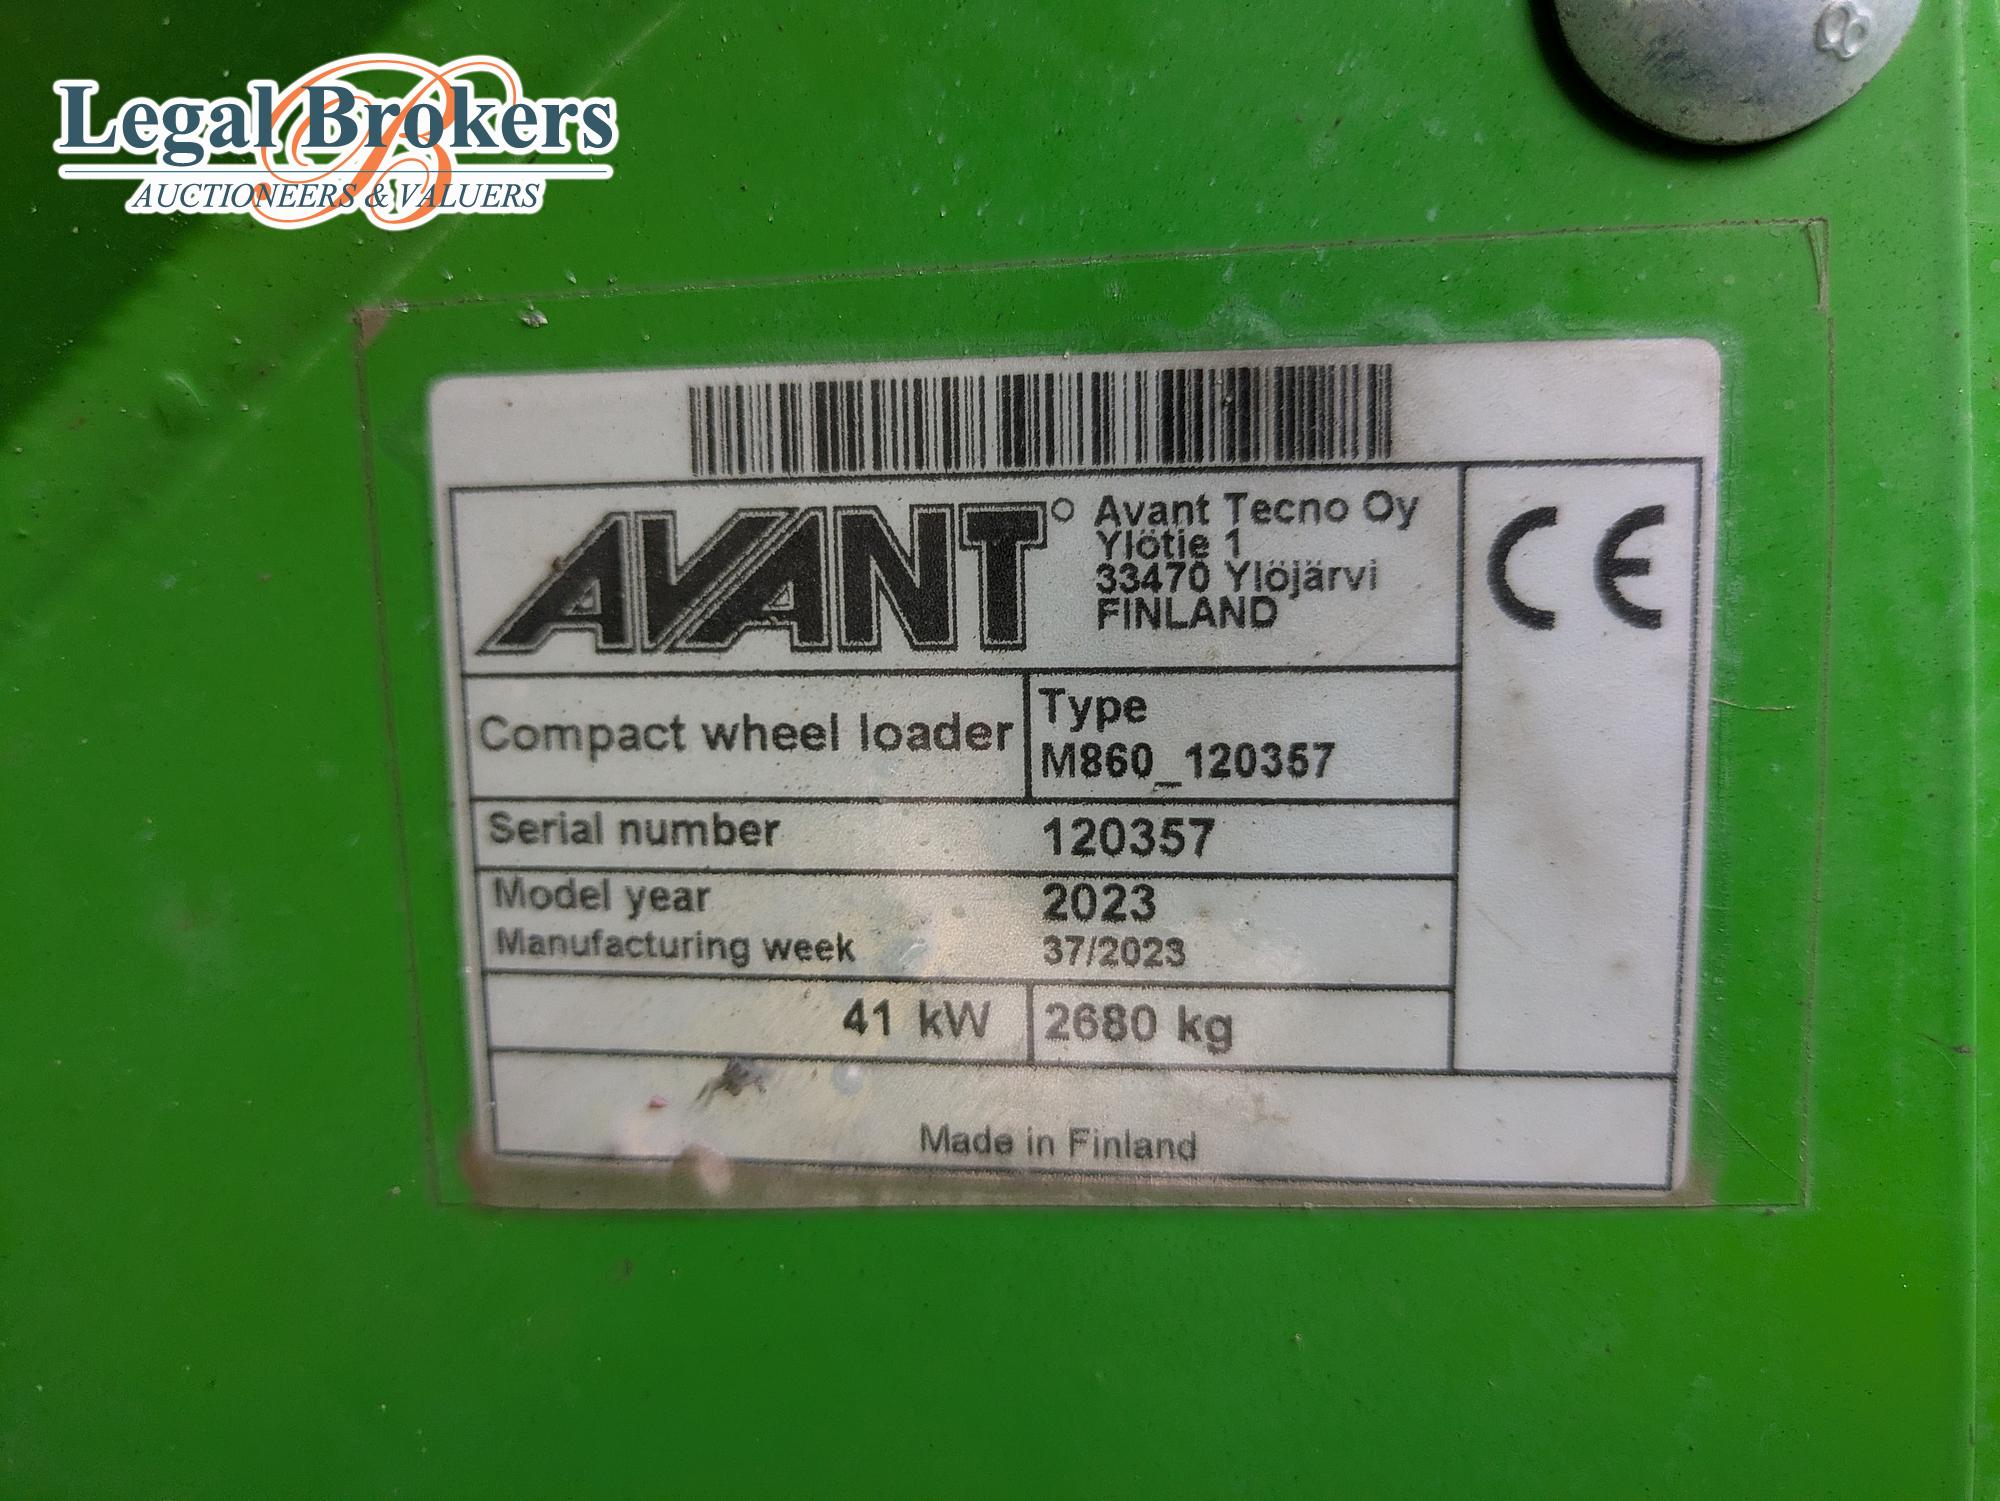 Legal Brokers
AUCTIONEERS & VALUERS
8
AVANT
Avant Tecno Oy
Ylötie 1
33470 Ylöjärvi
FINLAND
CE
Compact wheel loader
Type
M860_120357
Serial number 120357
Model year 2023
Manufacturing week 37/2023
41 kW 2680 kg
Made in Finland